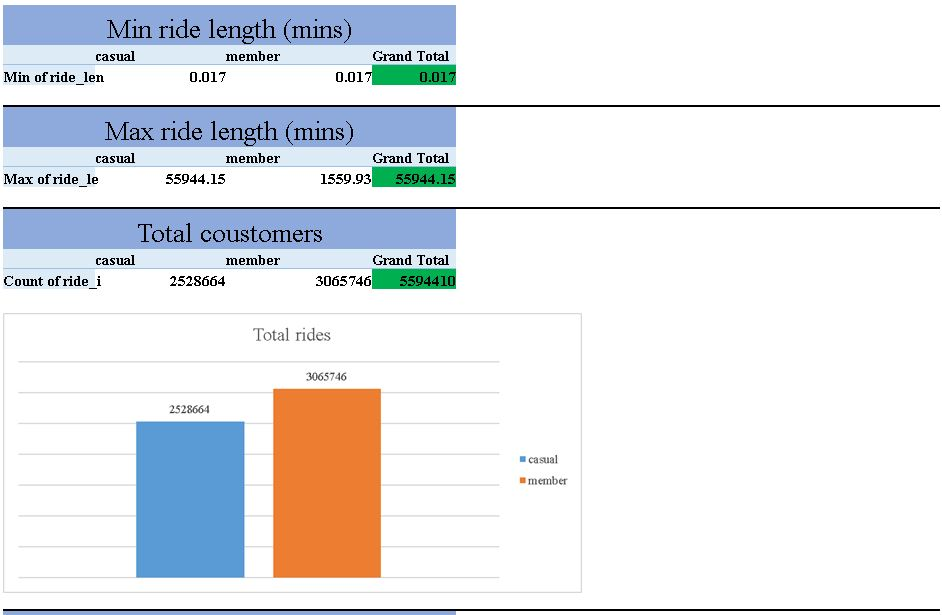 Min ride length (mins)
casual member Grand Total
Min of ride_len 0.017 0.017 0.017
Max ride length (mins)
casual member Grand Total
Max of ride_le 55944.15 1559.93 55944.15
Total coustomers
casual member Grand Total
Count of ride_i 2528664 3065746 5594410
Total rides
3065746
2528664
casual
member